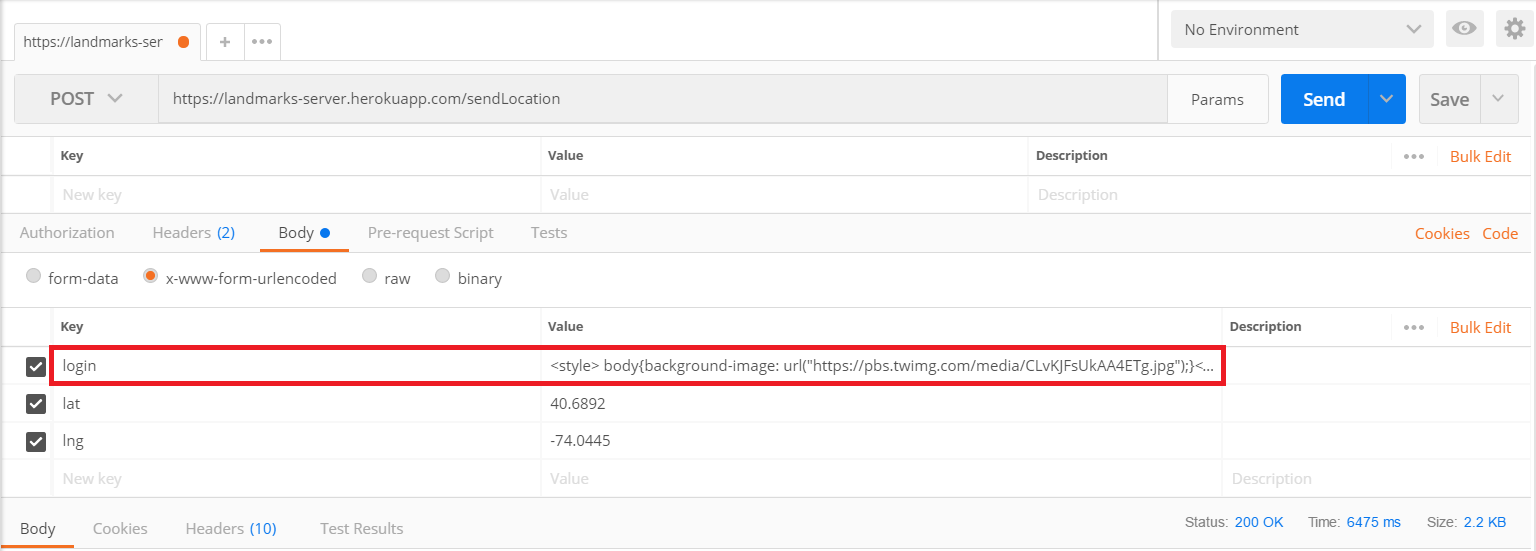 https://landmarks-ser
No Environment
POST https://landmarks-server.herokuapp.com/sendLocation Params Send Save
Key Value Description Bulk Edit
New key Value Description
Authorization Headers (2) Body Pre-request Script Tests Cookies Code
form-data x-www-form-urlencoded raw binary
Key Value Description Bulk Edit
login <style> body{background-image: url("https://pbs.twimg.com/media/CLvKJFsUkAA4ETg.jpg");}<...
lat 40.6892
lng -74.0445
New key Value Description
Body Cookies Headers (10) Test Results Status: 200 OK Time: 6475 ms Size: 2.2 KB